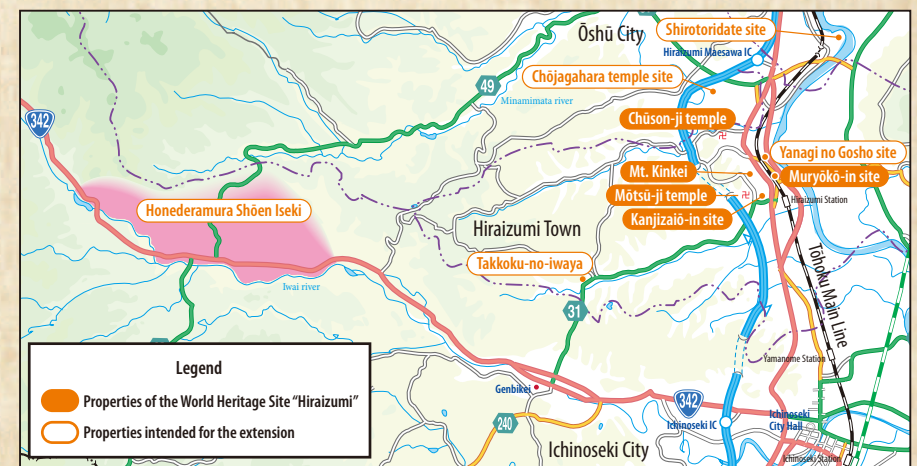 Ōshū City
Shirotoridate site
Hiraizumi Maesawa IC
Chōjagahara temple site
49
Minamimata river
342
Chūson-ji temple
卍
Yanagi no Gosho site
Mt. Kinkei
Muryōkō-in site
Mōtsū-ji temple
卍
Hiraizumi Station
Honederamura Shōen Iseki
Kanjizaiō-in site
Hiraizumi Town
Takkoku-no-iwaya
Tōhoku Main Line
Iwai river
31
Yamanome Station
Legend
Properties of the World Heritage Site “Hiraizumi”
Properties intended for the extension
Genbikei
342
240
Ichinoseki IC
Ichinoseki
City Hall
Ichinoseki City
Ichinoseki Station